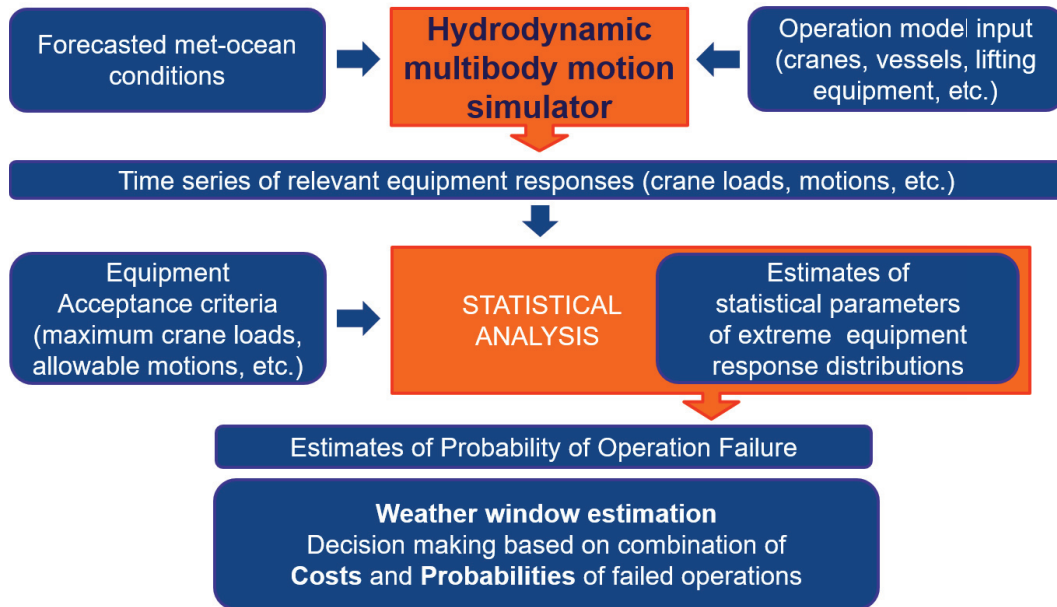 Forecasted met-ocean
conditions
Hydrodynamic
multibody motion
simulator
Operation model input
(cranes, vessels, lifting
equipment, etc.)
Time series of relevant equipment responses (crane loads, motions, etc.)
Equipment
Acceptance criteria
(maximum crane loads,
allowable motions, etc.)
STATISTICAL
ANALYSIS
Estimates of
statistical parameters
of extreme equipment
response distributions
Estimates of Probability of Operation Failure
Weather window estimation
Decision making based on combination of
Costs and Probabilities of failed operations